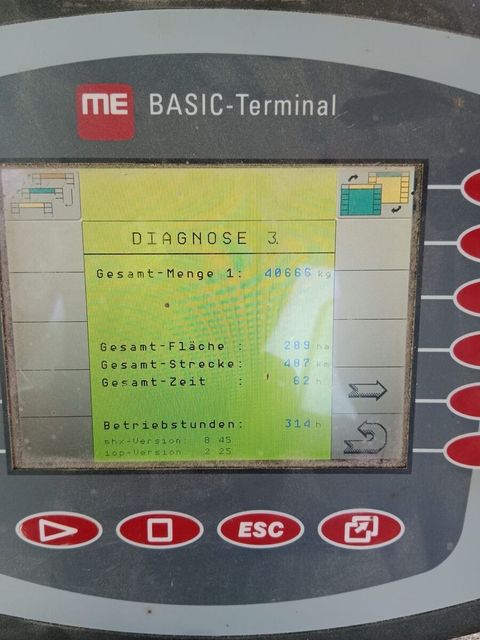 ME BASIC-Terminal
DIAGNOSE 3
Gesamt-Menge 1: 40666 kg
Gesamt-Fläche : 289 ha
Gesamt-Strecke: 487 km
Gesamt-Zeit : 62 h
Betriebstunden: 314 h
mhx-Version: 8 45
iop-Version 2 25
ESC